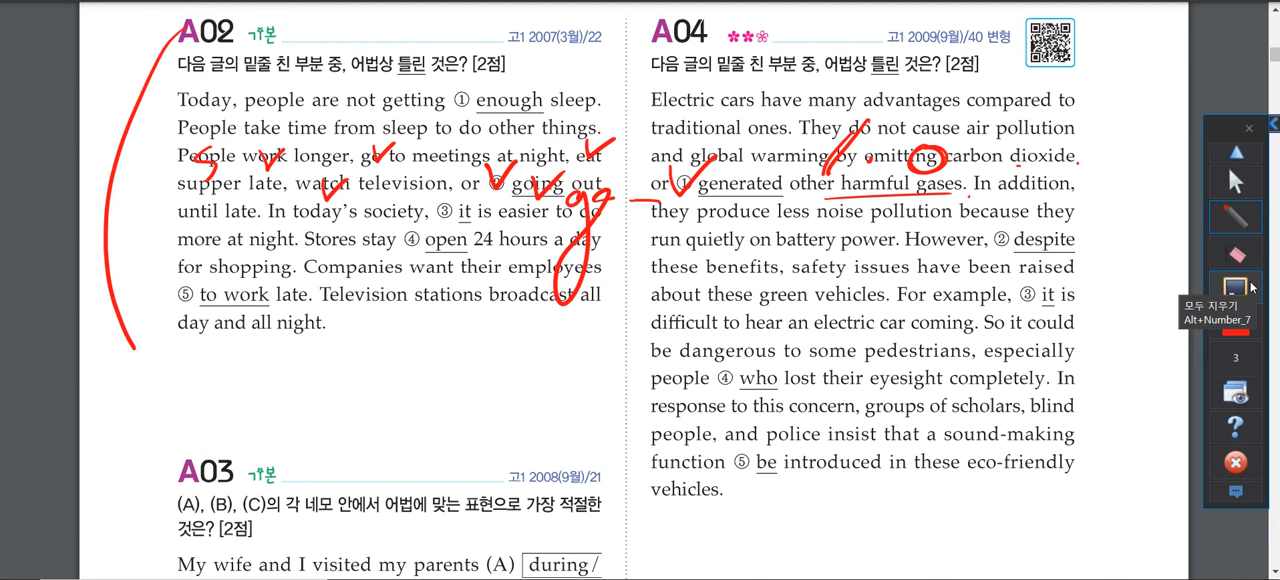 A02 기본 고1 2007(3월)/22
다음 글의 밑줄 친 부분 중, 어법상 틀린 것은? [2점]
Today, people are not getting ① enough sleep.
People take time from sleep to do other things.
People work longer, go to meetings at night, eat
supper late, watch television, or ② going out
until late. In today's society, ③ it is easier to do
more at night. Stores stay ④ open 24 hours a day
for shopping. Companies want their employees
⑤ to work late. Television stations broadcast all
day and all night.
S
go
A03 기본 고1 2008(9월)/21
(A), (B), (C)의 각 네모 안에서 어법에 맞는 표현으로 가장 적절한
것은? [2점]
My wife and I visited my parents (A) during/
A04 고1 2009(9월)/40 변형
다음 글의 밑줄 친 부분 중, 어법상 틀린 것은? [2점]
Electric cars have many advantages compared to
traditional ones. They do not cause air pollution
and global warming by emitting carbon dioxide
or ① generated other harmful gases. In addition,
they produce less noise pollution because they
run quietly on battery power. However, ② despite
these benefits, safety issues have been raised
about these green vehicles. For example, ③ it is
difficult to hear an electric car coming. So it could
be dangerous to some pedestrians, especially
people ④ who lost their eyesight completely. In
response to this concern, groups of scholars, blind
people, and police insist that a sound-making
function ⑤ be introduced in these eco-friendly
vehicles.
모두 지우기
Alt+Number_7
3